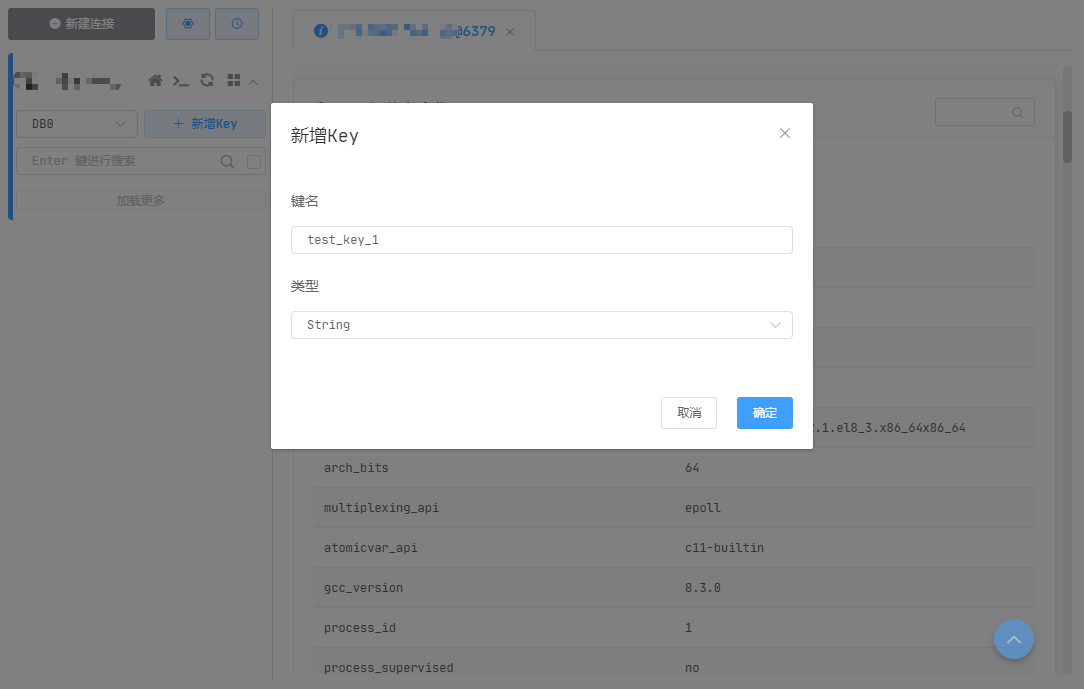 新建连接
@6379
DB0
新增Key
Enter 键进行搜索
加载更多
新增Key
键名
test_key_1
类型
String
取消
确定
.1.el8_3.x86_64x86_64
arch_bits
64
multiplexing_api
epoll
atomicvar_api
c11-builtin
gcc_version
8.3.0
process_id
1
process_supervised
no